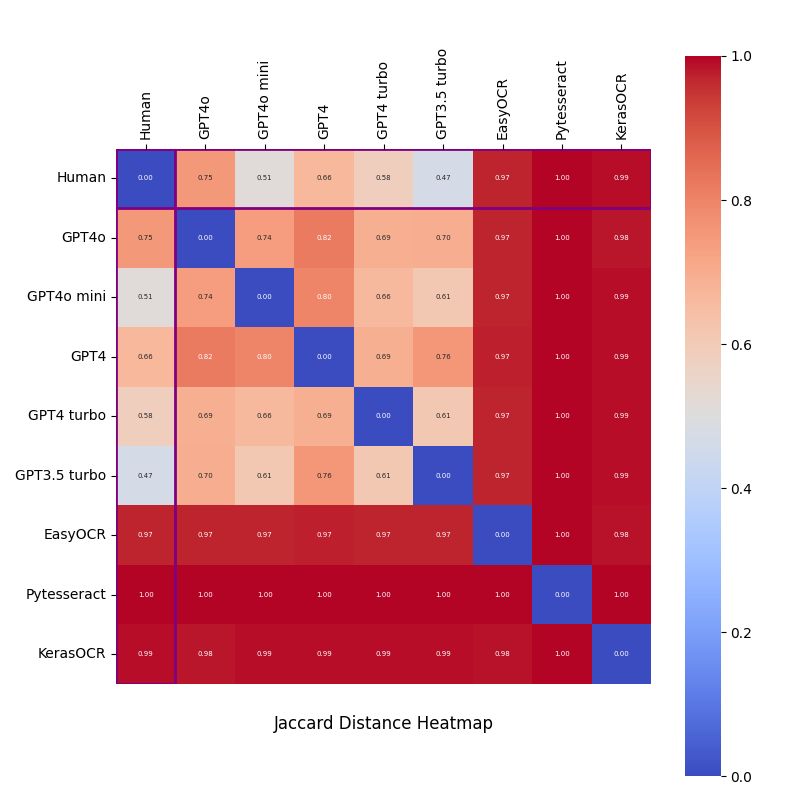 Human GPT4o GPT4o mini GPT4 GPT4 turbo GPT3.5 turbo EasyOCR Pytesseract KerasOCR
Human 0.00 0.75 0.51 0.66 0.58 0.47 0.97 1.00 0.99
GPT4o 0.75 0.00 0.74 0.82 0.69 0.70 0.97 1.00 0.98
GPT4o mini 0.51 0.74 0.00 0.80 0.66 0.61 0.97 1.00 0.99
GPT4 0.66 0.82 0.80 0.00 0.69 0.76 0.97 1.00 0.99
GPT4 turbo 0.58 0.69 0.66 0.69 0.00 0.61 0.97 1.00 0.99
GPT3.5 turbo 0.47 0.70 0.61 0.76 0.61 0.00 0.97 1.00 0.99
EasyOCR 0.97 0.97 0.97 0.97 0.97 0.97 0.00 1.00 0.98
Pytesseract 1.00 1.00 1.00 1.00 1.00 1.00 1.00 0.00 1.00
KerasOCR 0.99 0.98 0.99 0.99 0.99 0.99 0.98 1.00 0.00
Jaccard Distance Heatmap
1.0
0.8
0.6
0.4
0.2
0.0